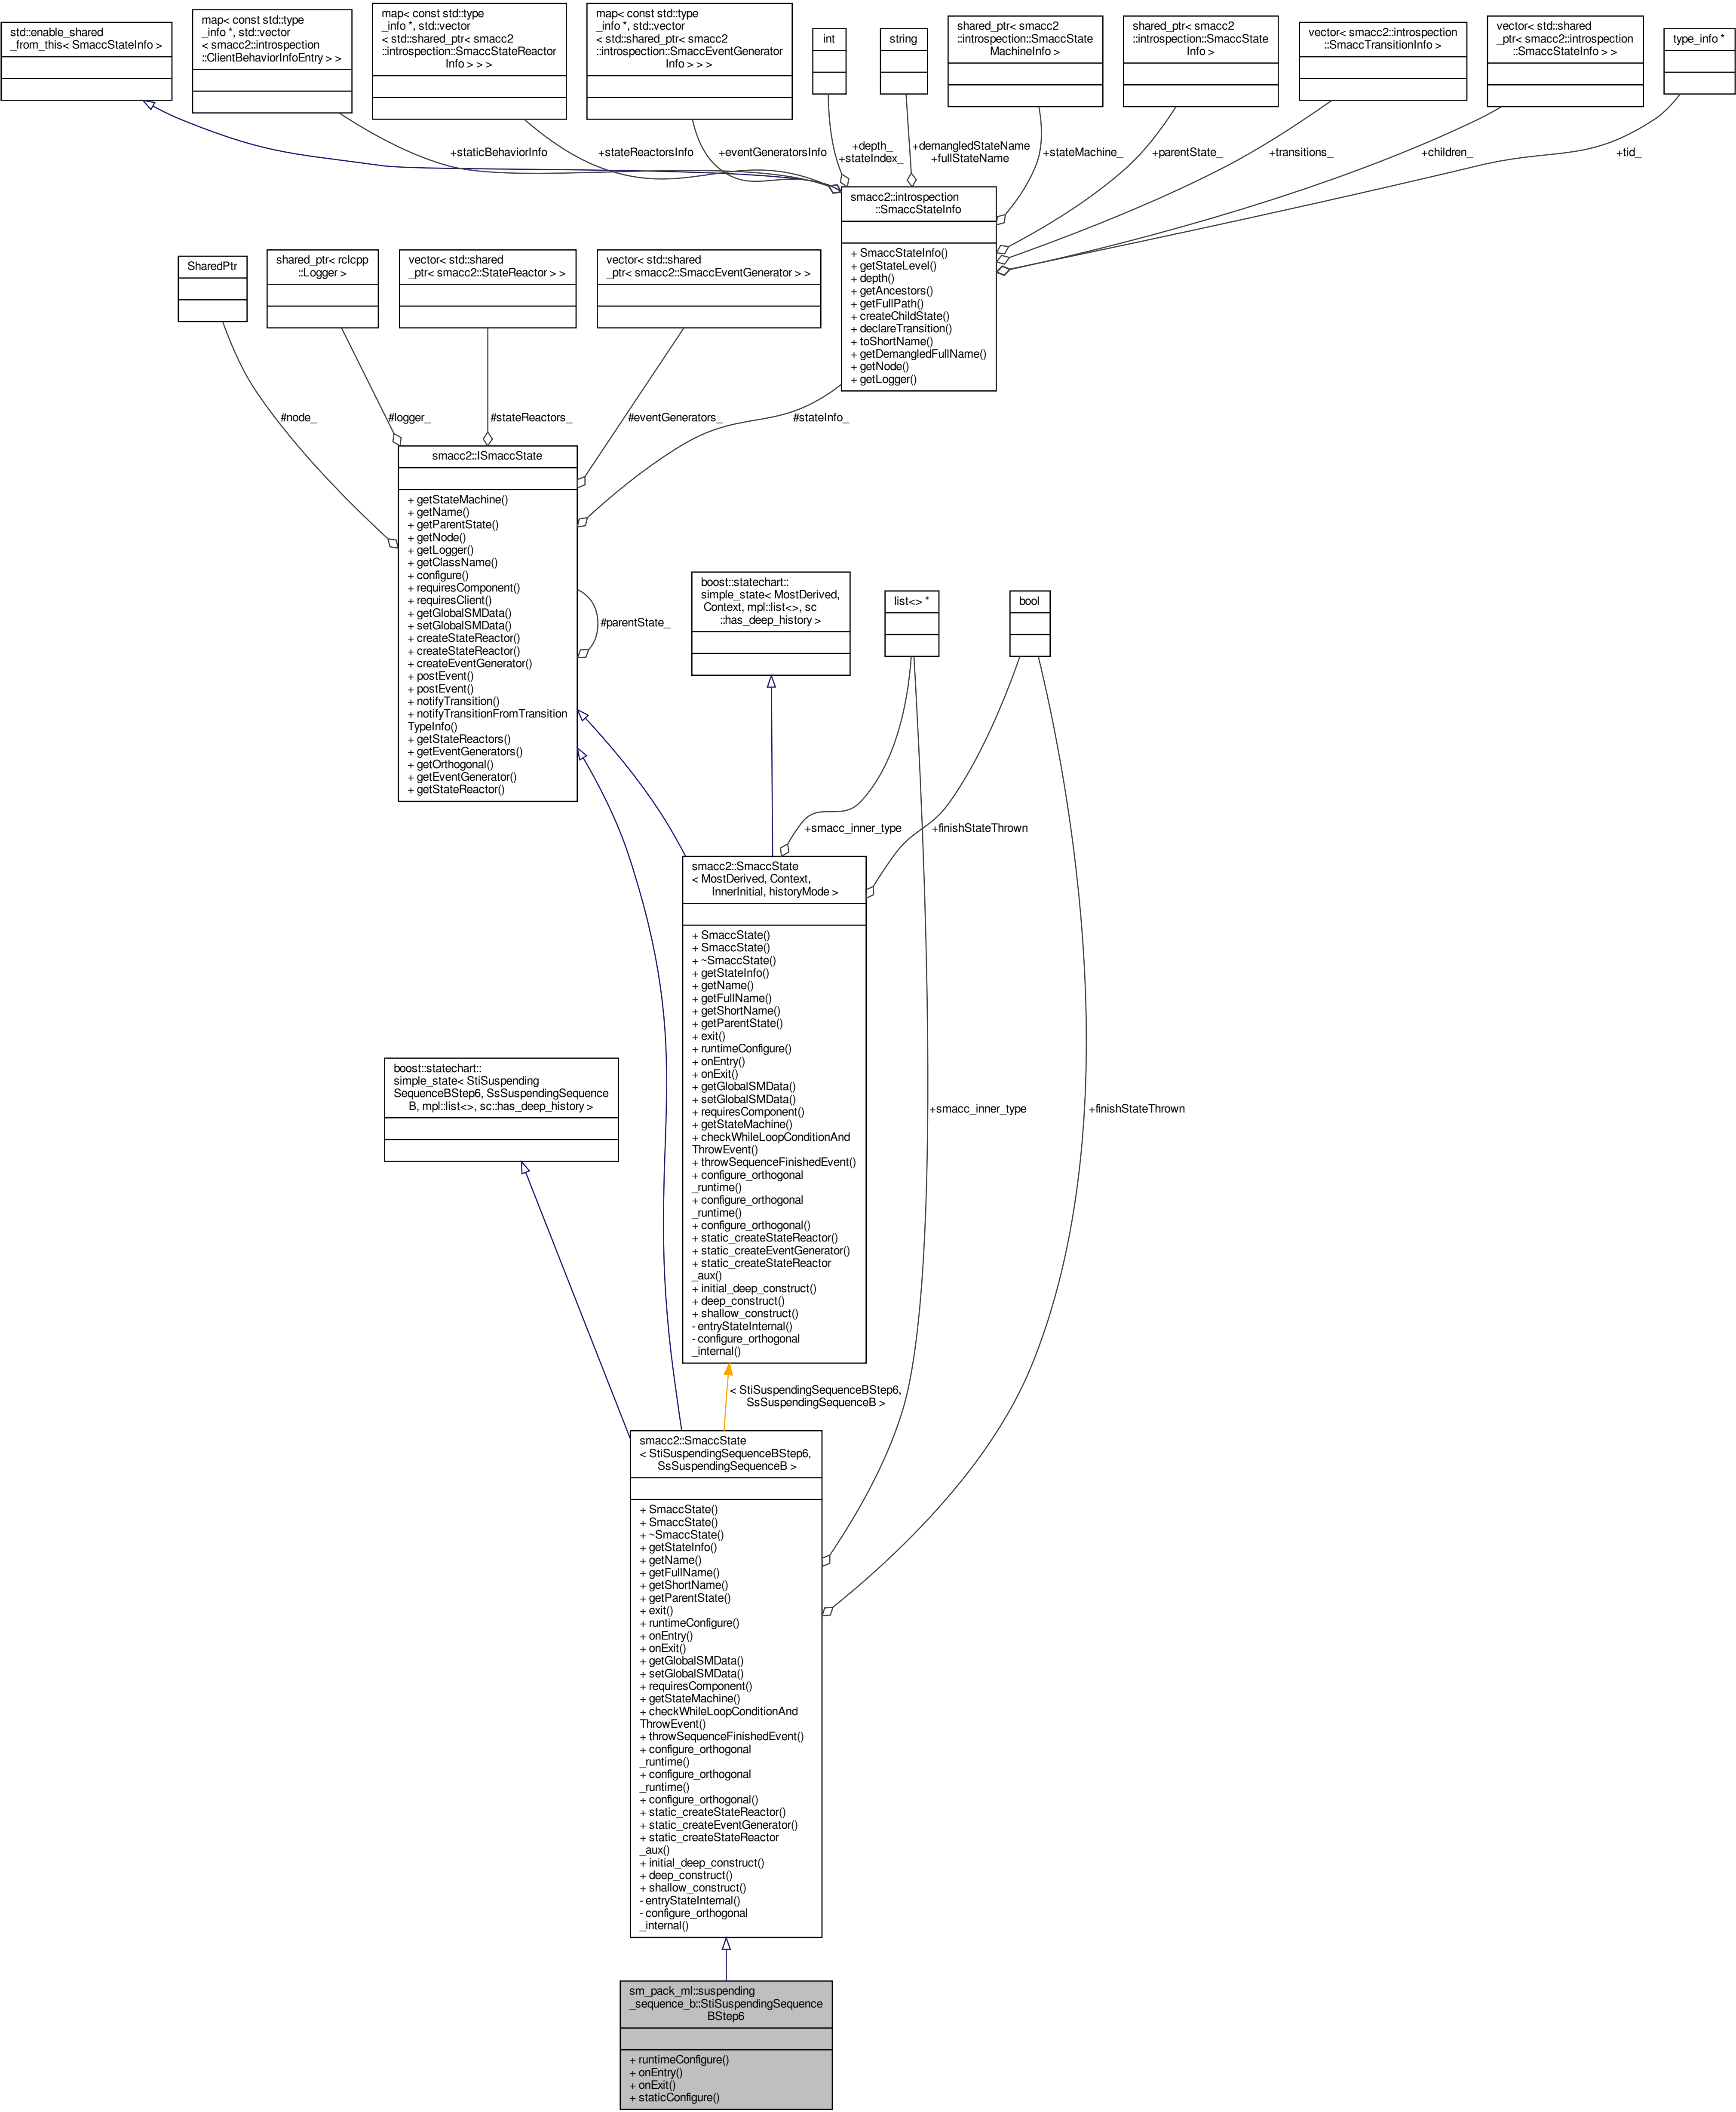 std::enable_shared
_from_this< SmaccStateInfo >
map< const std::type
_info *, std::vector
< smacc2::introspection
::ClientBehaviorInfoEntry > >
map< const std::type
_info *, std::vector
< std::shared_ptr< smacc2
::introspection::SmaccStateReactor
Info > > >
map< const std::type
_info *, std::vector
< std::shared_ptr< smacc2
::introspection::SmaccEventGenerator
Info > > >
int
string
shared_ptr< smacc2
::introspection::SmaccState
MachineInfo >
shared_ptr< smacc2
::introspection::SmaccState
Info >
vector< smacc2::introspection
::SmaccTransitionInfo >
vector< std::shared
_ptr< smacc2::introspection
::SmaccStateInfo > >
type_info *
+staticBehaviorInfo
+stateReactorsInfo
+eventGeneratorsInfo
+depth_
+stateIndex_
+demangledStateName
+fullStateName
+stateMachine_
+parentState_
+transitions_
+children_
+tid_
smacc2::introspection
::SmaccStateInfo
+ SmaccStateInfo()
+ getStateLevel()
+ depth()
+ getAncestors()
+ getFullPath()
+ createChildState()
+ declareTransition()
+ toShortName()
+ getDemangledFullName()
+ getNode()
+ getLogger()
SharedPtr
shared_ptr< rclcpp
::Logger >
vector< std::shared
_ptr< smacc2::StateReactor > >
vector< std::shared
_ptr< smacc2::SmaccEventGenerator > >
#node_
#logger_
#stateReactors_
#eventGenerators_
#stateInfo_
smacc2::ISmaccState
+ getStateMachine()
+ getName()
+ getParentState()
+ getNode()
+ getLogger()
+ getClassName()
+ configure()
+ requiresComponent()
+ requiresClient()
+ getGlobalSMData()
+ setGlobalSMData()
+ createStateReactor()
+ createStateReactor()
+ createEventGenerator()
+ postEvent()
+ postEvent()
+ notifyTransition()
+ notifyTransitionFromTransition
TypeInfo()
+ getStateReactors()
+ getEventGenerators()
+ getOrthogonal()
+ getEventGenerator()
+ getStateReactor()
#parentState_
boost::statechart::
simple_state< MostDerived,
Context, mpl::list<>, sc
::has_deep_history >
list<> *
bool
+smacc_inner_type
+finishStateThrown
smacc2::SmaccState
< MostDerived, Context,
InnerInitial, historyMode >
+ SmaccState()
+ SmaccState()
+ ~SmaccState()
+ getStateInfo()
+ getName()
+ getFullName()
+ getShortName()
+ getParentState()
+ exit()
+ runtimeConfigure()
+ onEntry()
+ onExit()
+ getGlobalSMData()
+ setGlobalSMData()
+ requiresComponent()
+ getStateMachine()
+ checkWhileLoopConditionAnd
ThrowEvent()
+ throwSequenceFinishedEvent()
+ configure_orthogonal
_runtime()
+ configure_orthogonal
_runtime()
+ configure_orthogonal()
+ static_createStateReactor()
+ static_createEventGenerator()
+ static_createStateReactor
_aux()
+ initial_deep_construct()
+ deep_construct()
+ shallow_construct()
- entryStateInternal()
- configure_orthogonal
_internal()
boost::statechart::
simple_state< StiSuspending
SequenceBStep6, SsSuspendingSequence
B, mpl::list<>, sc::has_deep_history >
+smacc_inner_type
+finishStateThrown
< StiSuspendingSequenceBStep6,
SsSuspendingSequenceB >
smacc2::SmaccState
< StiSuspendingSequenceBStep6,
SsSuspendingSequenceB >
+ SmaccState()
+ SmaccState()
+ ~SmaccState()
+ getStateInfo()
+ getName()
+ getFullName()
+ getShortName()
+ getParentState()
+ exit()
+ runtimeConfigure()
+ onEntry()
+ onExit()
+ getGlobalSMData()
+ setGlobalSMData()
+ requiresComponent()
+ getStateMachine()
+ checkWhileLoopConditionAnd
ThrowEvent()
+ throwSequenceFinishedEvent()
+ configure_orthogonal
_runtime()
+ configure_orthogonal
_runtime()
+ configure_orthogonal()
+ static_createStateReactor()
+ static_createEventGenerator()
+ static_createStateReactor
_aux()
+ initial_deep_construct()
+ deep_construct()
+ shallow_construct()
- entryStateInternal()
- configure_orthogonal
_internal()
sm_pack_ml::suspending
_sequence_b::StiSuspendingSequence
BStep6
+ runtimeConfigure()
+ onEntry()
+ onExit()
+ staticConfigure()